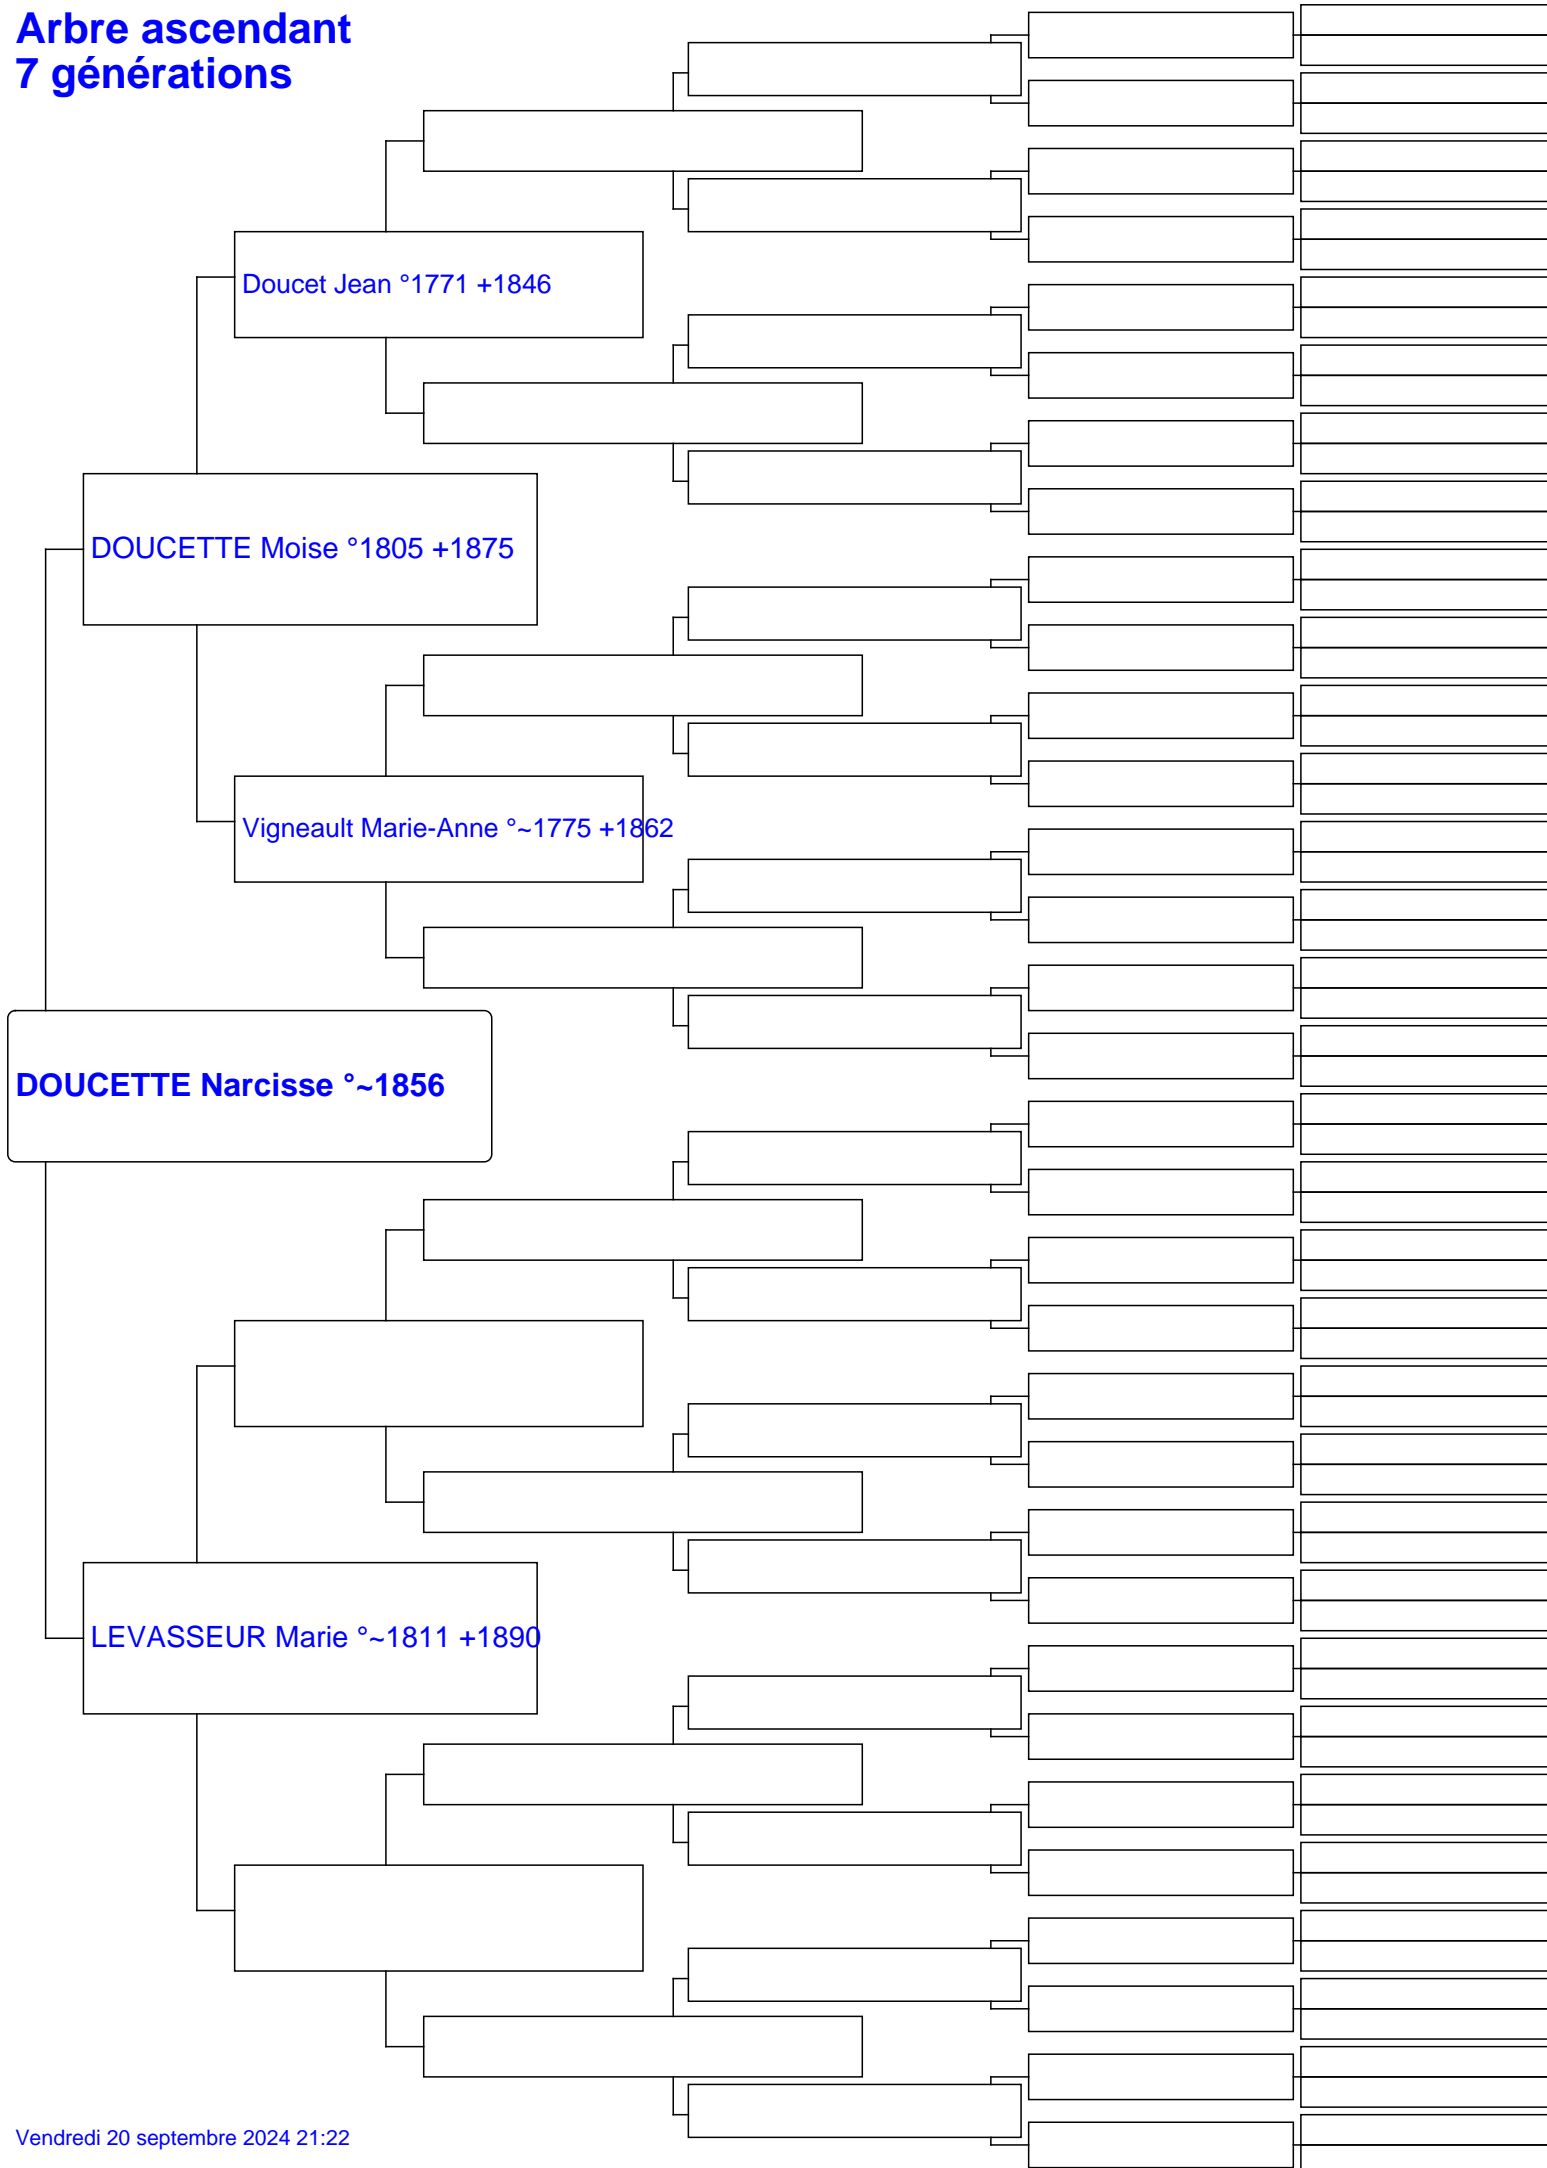 Arbre ascendant
7 générations
Doucet Jean °1771 +1846
DOUCETTE Moise °1805 +1875
Vigneault Marie-Anne °~1775 +1862
DOUCETTE Narcisse °~1856
LEVASSEUR Marie °~1811 +1890
Vendredi 20 septembre 2024 21:22